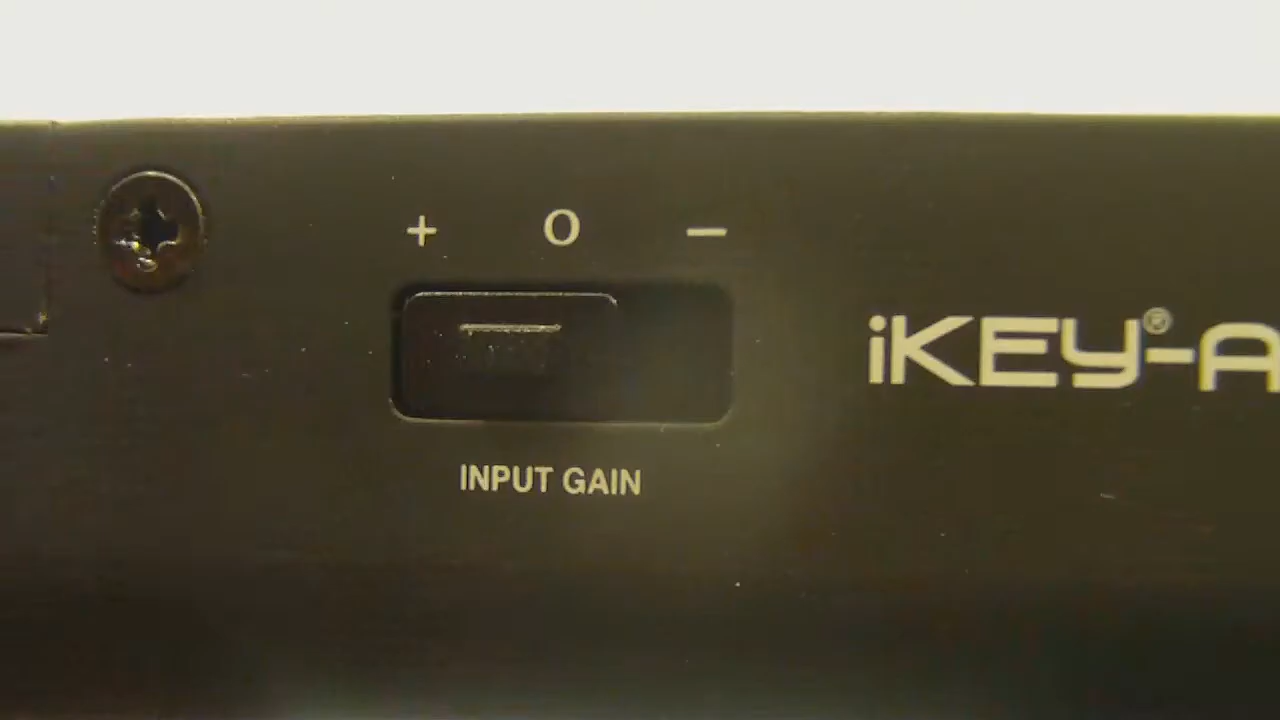 + O −
iKEY®-A
INPUT GAIN